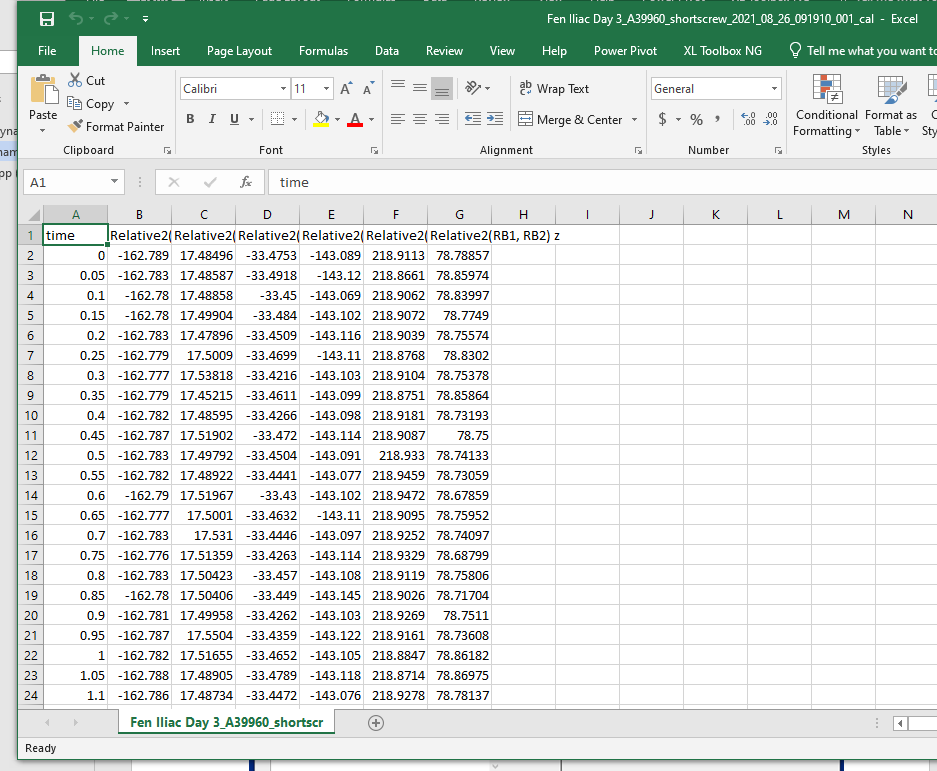 Fen Iliac Day 3_A39960_shortscrew_2021_08_26_091910_001_cal - Excel
File Home Insert Page Layout Formulas Data Review View Help Power Pivot XL Toolbox NG Tell me what you want to
Cut
Copy
Format Painter
Paste
Clipboard
Calibri 11
B I U
Font
Wrap Text
Merge & Center
Alignment
General
$ % ,
Number
Conditional Formatting
Format as Table
Styles
A1 fx time
A B C D E F G H I J K L M N
1 time Relative2( Relative2( Relative2( Relative2( Relative2( Relative2(RB1, RB2) z
2 0 -162.789 17.48496 -33.4753 -143.089 218.9113 78.78857
3 0.05 -162.783 17.48587 -33.4918 -143.12 218.8661 78.85974
4 0.1 -162.78 17.48858 -33.45 -143.069 218.9062 78.83997
5 0.15 -162.78 17.49904 -33.484 -143.102 218.9072 78.7749
6 0.2 -162.783 17.47896 -33.4509 -143.116 218.9039 78.75574
7 0.25 -162.779 17.5009 -33.4699 -143.11 218.8768 78.8302
8 0.3 -162.777 17.53818 -33.4216 -143.103 218.9104 78.75378
9 0.35 -162.779 17.45215 -33.4611 -143.099 218.8751 78.85864
10 0.4 -162.782 17.48595 -33.4266 -143.098 218.9181 78.73193
11 0.45 -162.787 17.51902 -33.472 -143.114 218.9087 78.75
12 0.5 -162.783 17.49792 -33.4504 -143.091 218.933 78.74133
13 0.55 -162.782 17.48922 -33.4441 -143.077 218.9459 78.73059
14 0.6 -162.79 17.51967 -33.43 -143.102 218.9472 78.67859
15 0.65 -162.777 17.5001 -33.4632 -143.11 218.9095 78.75952
16 0.7 -162.783 17.531 -33.4446 -143.097 218.9252 78.74097
17 0.75 -162.776 17.51359 -33.4263 -143.114 218.9329 78.68799
18 0.8 -162.783 17.50423 -33.457 -143.108 218.9119 78.75806
19 0.85 -162.78 17.50406 -33.449 -143.145 218.9026 78.71704
20 0.9 -162.781 17.49958 -33.4262 -143.103 218.9269 78.7511
21 0.95 -162.787 17.5504 -33.4359 -143.122 218.9161 78.73608
22 1 -162.782 17.51655 -33.4652 -143.105 218.8847 78.86182
23 1.05 -162.788 17.48905 -33.4789 -143.118 218.8714 78.86975
24 1.1 -162.786 17.48734 -33.4472 -143.076 218.9278 78.78137
Fen Iliac Day 3_A39960_shortscr
Ready